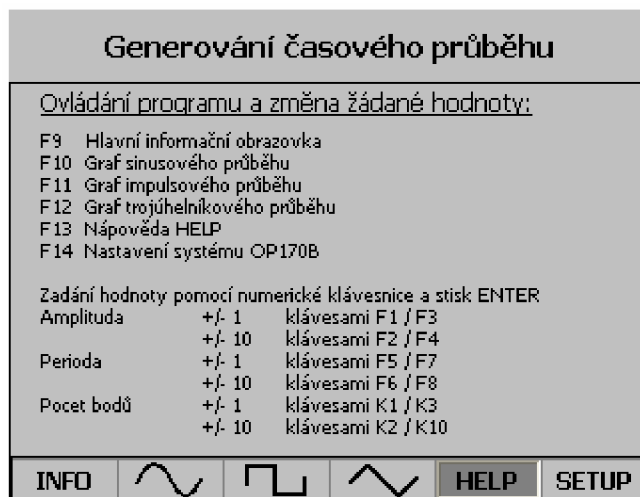 Generování časového průběhu
Ovládání programu a změna žádané hodnoty:
F9 Hlavní informační obrazovka
F10 Graf sinusového průběhu
F11 Graf impulsového průběhu
F12 Graf trojúhelníkového průběhu
F13 Nápověda HELP
F14 Nastavení systému OP170B
Zadání hodnoty pomocí numerické klávesnice a stisk ENTER
Amplituda +/- 1 klávesami F1 / F3
+/- 10 klávesami F2 / F4
Perioda +/- 1 klávesami F5 / F7
+/- 10 klávesami F6 / F8
Pocet bodů +/- 1 klávesami K1 / K3
+/- 10 klávesami K2 / K10
INFO HELP SETUP